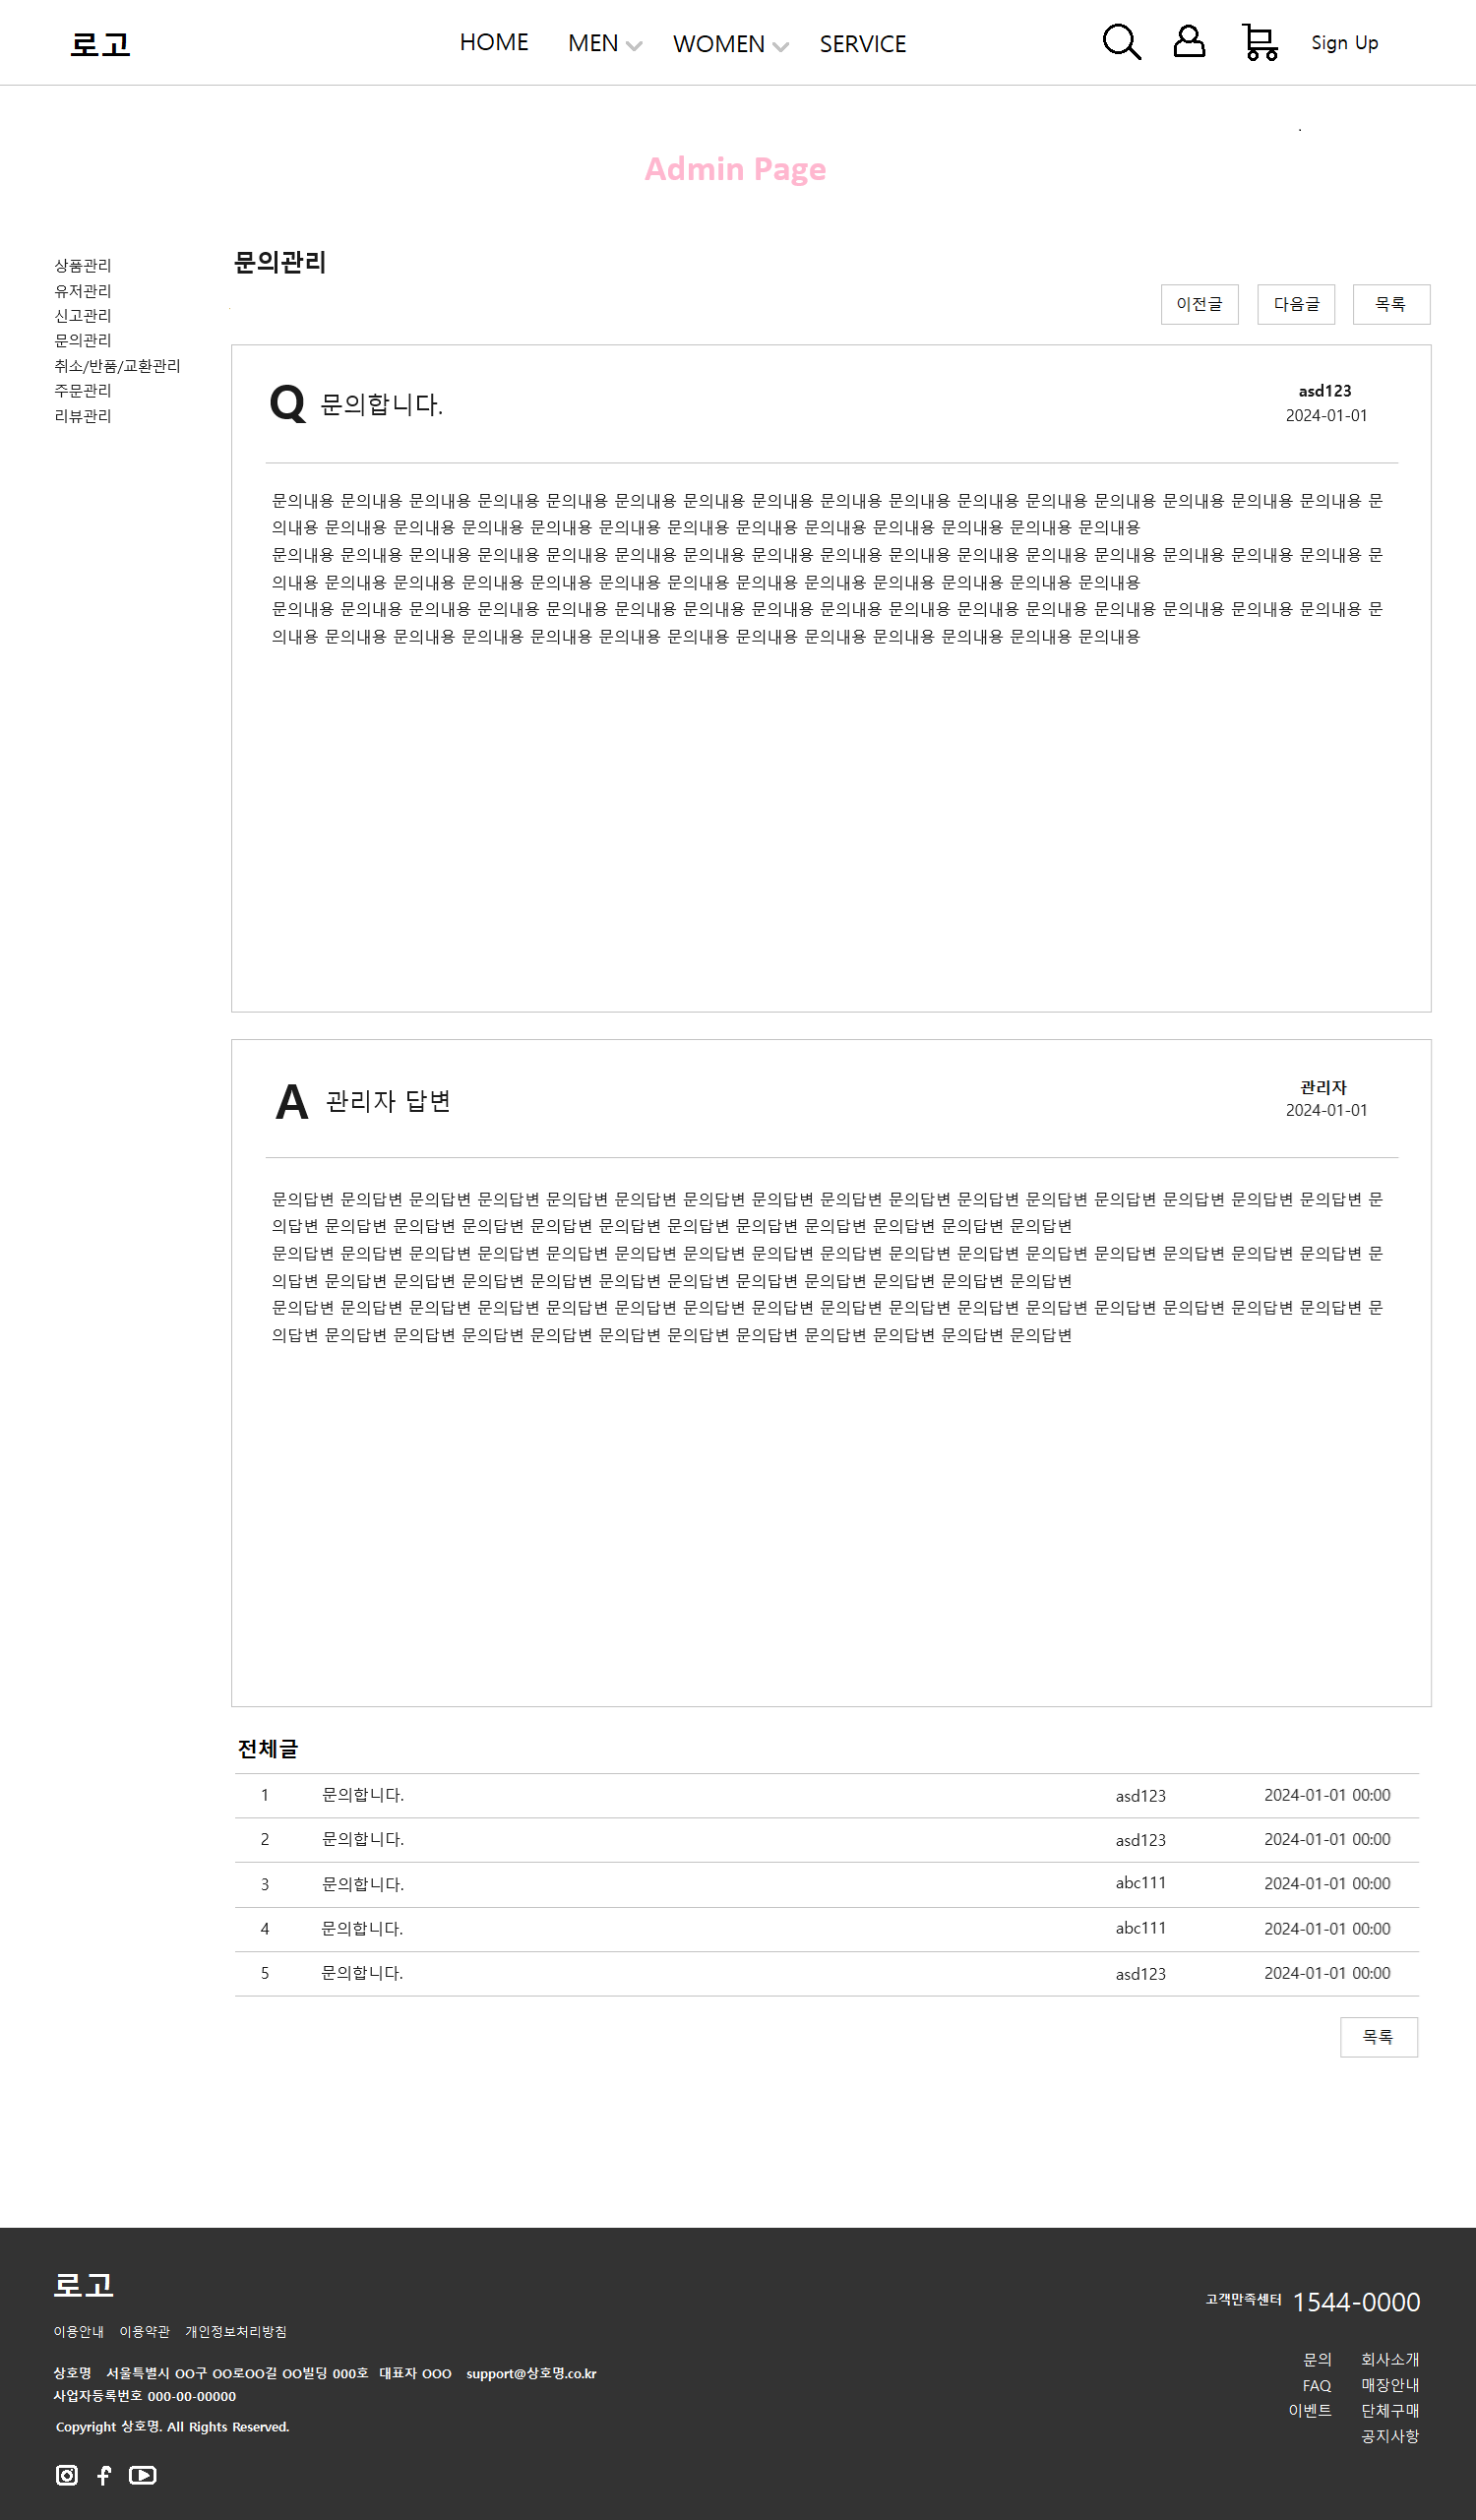 로고
HOME MEN WOMEN SERVICE
Sign Up
Admin Page
상품관리
유저관리
신고관리
문의관리
취소/반품/교환관리
주문관리
리뷰관리
문의관리
이전글 다음글 목록
Q 문의합니다.
asd123
2024-01-01
문의내용 문의내용 문의내용 문의내용 문의내용 문의내용 문의내용 문의내용 문의내용 문의내용 문의내용 문의내용 문의내용 문의내용 문의내용 문의내용 문
의내용 문의내용 문의내용 문의내용 문의내용 문의내용 문의내용 문의내용 문의내용 문의내용 문의내용 문의내용 문의내용
문의내용 문의내용 문의내용 문의내용 문의내용 문의내용 문의내용 문의내용 문의내용 문의내용 문의내용 문의내용 문의내용 문의내용 문의내용 문의내용 문
의내용 문의내용 문의내용 문의내용 문의내용 문의내용 문의내용 문의내용 문의내용 문의내용 문의내용 문의내용 문의내용
문의내용 문의내용 문의내용 문의내용 문의내용 문의내용 문의내용 문의내용 문의내용 문의내용 문의내용 문의내용 문의내용 문의내용 문의내용 문의내용 문
의내용 문의내용 문의내용 문의내용 문의내용 문의내용 문의내용 문의내용 문의내용 문의내용 문의내용 문의내용 문의내용
A 관리자 답변
관리자
2024-01-01
문의답변 문의답변 문의답변 문의답변 문의답변 문의답변 문의답변 문의답변 문의답변 문의답변 문의답변 문의답변 문의답변 문의답변 문의답변 문의답변 문
의답변 문의답변 문의답변 문의답변 문의답변 문의답변 문의답변 문의답변 문의답변 문의답변 문의답변 문의답변
문의답변 문의답변 문의답변 문의답변 문의답변 문의답변 문의답변 문의답변 문의답변 문의답변 문의답변 문의답변 문의답변 문의답변 문의답변 문의답변 문
의답변 문의답변 문의답변 문의답변 문의답변 문의답변 문의답변 문의답변 문의답변 문의답변 문의답변 문의답변
문의답변 문의답변 문의답변 문의답변 문의답변 문의답변 문의답변 문의답변 문의답변 문의답변 문의답변 문의답변 문의답변 문의답변 문의답변 문의답변 문
의답변 문의답변 문의답변 문의답변 문의답변 문의답변 문의답변 문의답변 문의답변 문의답변 문의답변 문의답변
전체글
1 문의합니다. asd123 2024-01-01 00:00
2 문의합니다. asd123 2024-01-01 00:00
3 문의합니다. abc111 2024-01-01 00:00
4 문의합니다. abc111 2024-01-01 00:00
5 문의합니다. asd123 2024-01-01 00:00
목록
로고
이용안내 이용약관 개인정보처리방침
상호명 서울특별시 OO구 OO로OO길 OO빌딩 000호 대표자 OOO support@상호명.co.kr
사업자등록번호 000-00-00000
Copyright 상호명. All Rights Reserved.
고객만족센터 1544-0000
문의 회사소개
FAQ 매장안내
이벤트 단체구매
공지사항